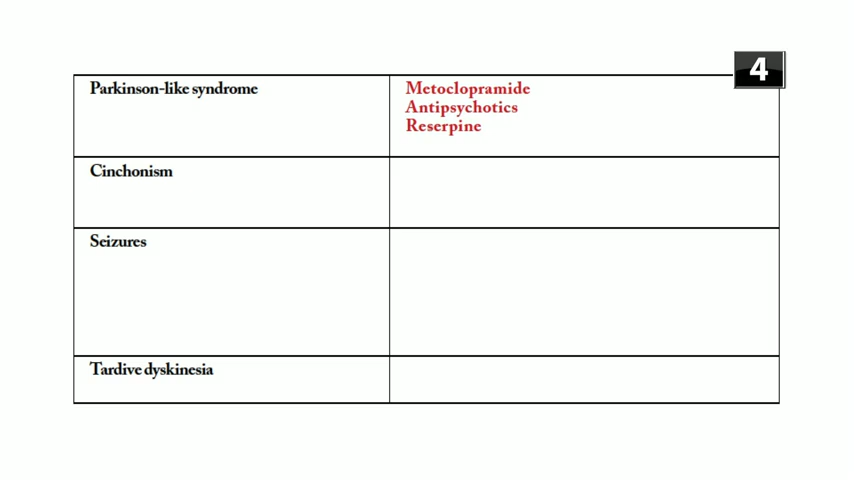 4
Parkinson-like syndrome
Metoclopramide
Antipsychotics
Reserpine
Cinchonism
Seizures
Tardive dyskinesia